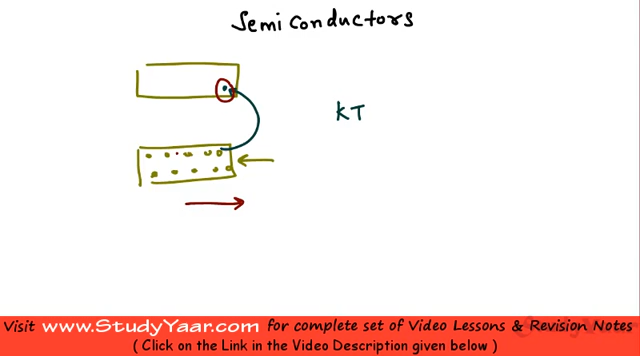 Semi Conductors
KT
Visit www.StudyYaar.com for complete set of Video Lessons & Revision Notes
( Click on the Link in the Video Description given below )